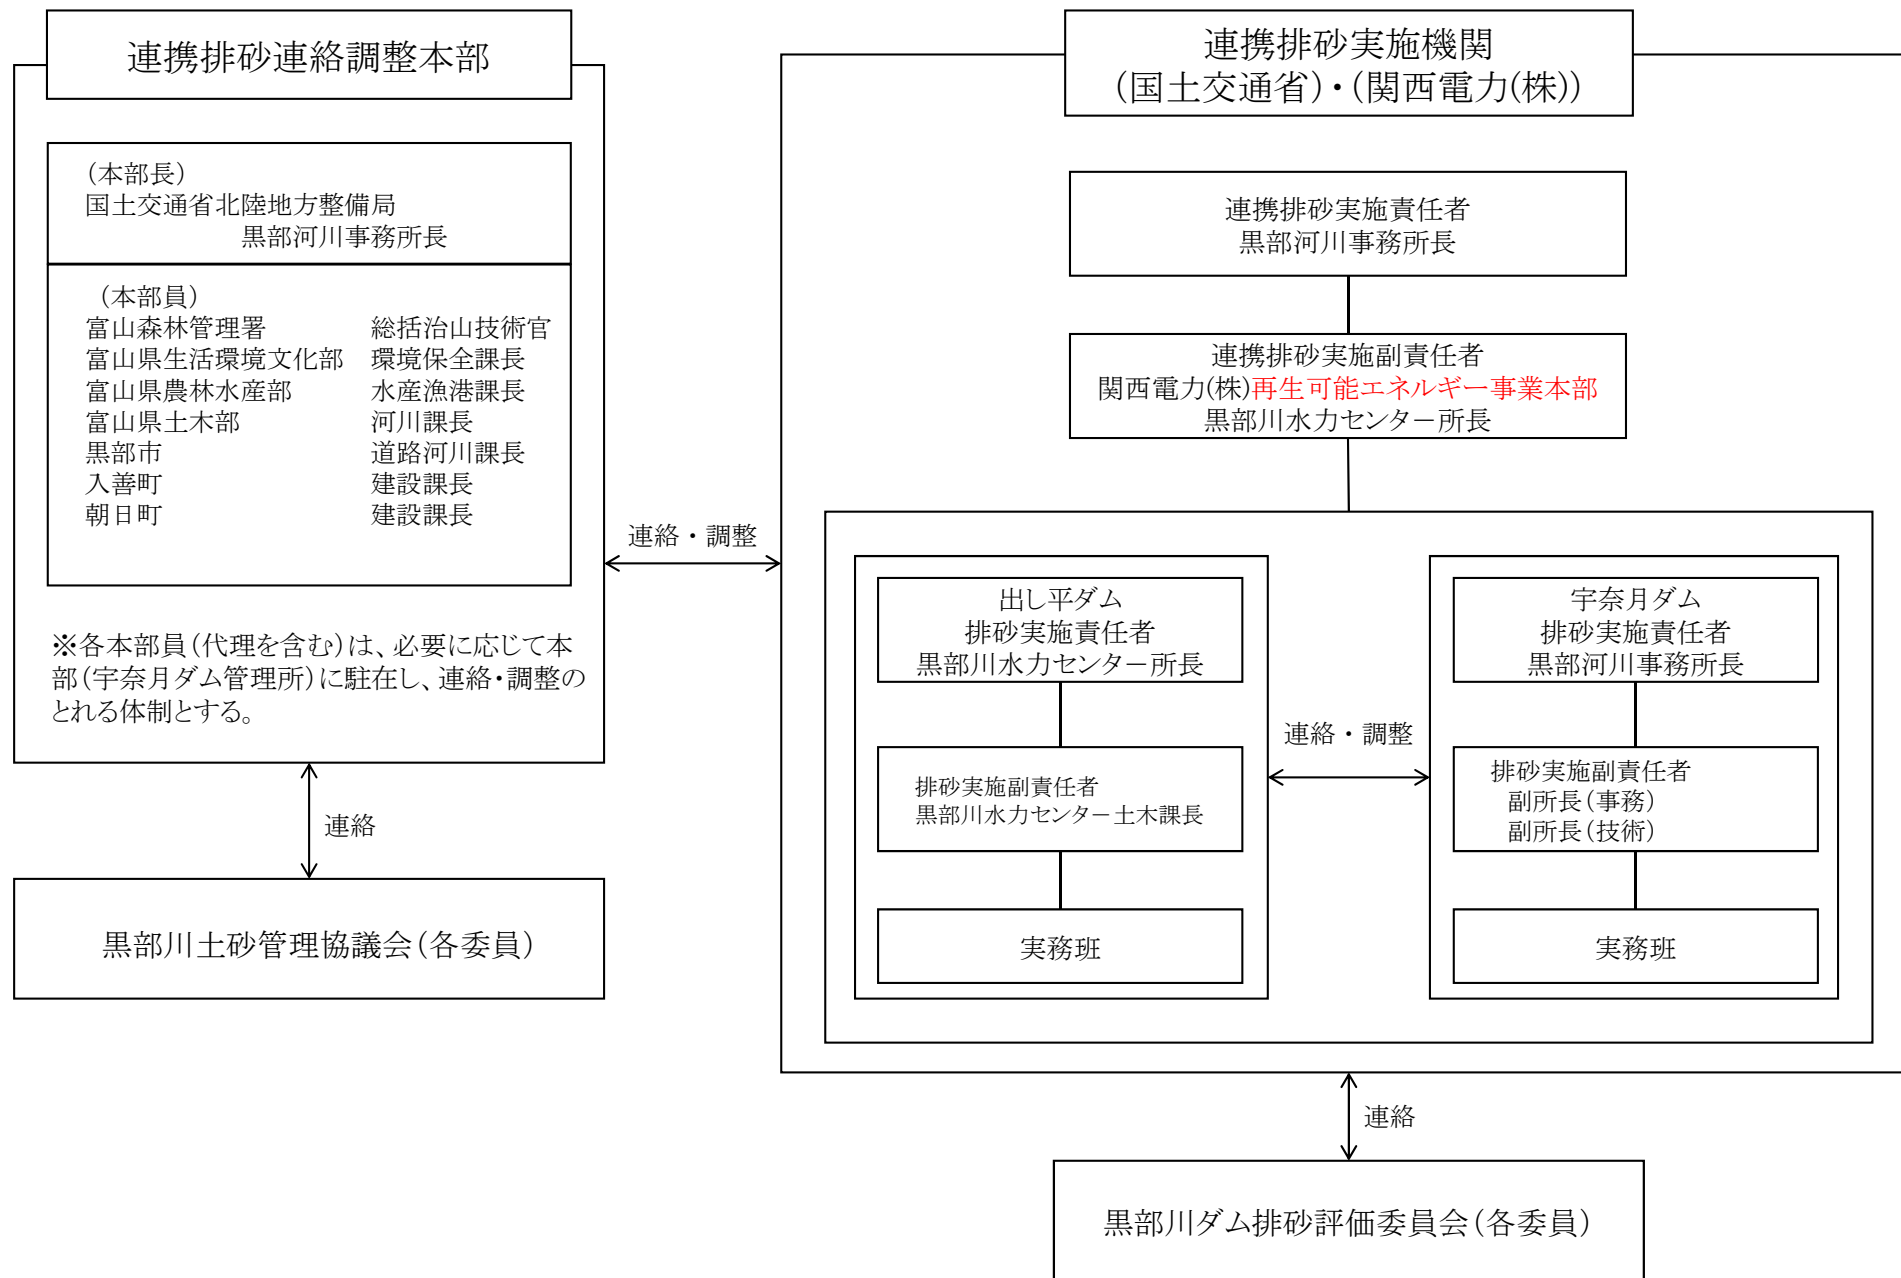 連携排砂連絡調整本部
(本部長)
国土交通省北陸地方整備局
黒部河川事務所長
(本部員)
富山森林管理署 総括治山技術官
富山県生活環境文化部 環境保全課長
富山県農林水産部 水産漁港課長
富山県土木部 河川課長
黒部市 道路河川課長
入善町 建設課長
朝日町 建設課長
※各本部員(代理を含む)は、必要に応じて本
部(宇奈月ダム管理所)に駐在し、連絡・調整の
とれる体制とする。
連絡
黒部川土砂管理協議会(各委員)
連絡・調整
連携排砂実施機関
(国土交通省)・(関西電力(株))
連携排砂実施責任者
黒部河川事務所長
連携排砂実施副責任者
関西電力(株)再生可能エネルギー事業本部
黒部川水力センター所長
出し平ダム
排砂実施責任者
黒部川水力センター所長
排砂実施副責任者
黒部川水力センター土木課長
実務班
連絡・調整
宇奈月ダム
排砂実施責任者
黒部河川事務所長
排砂実施副責任者
副所長(事務)
副所長(技術)
実務班
連絡
黒部川ダム排砂評価委員会(各委員)